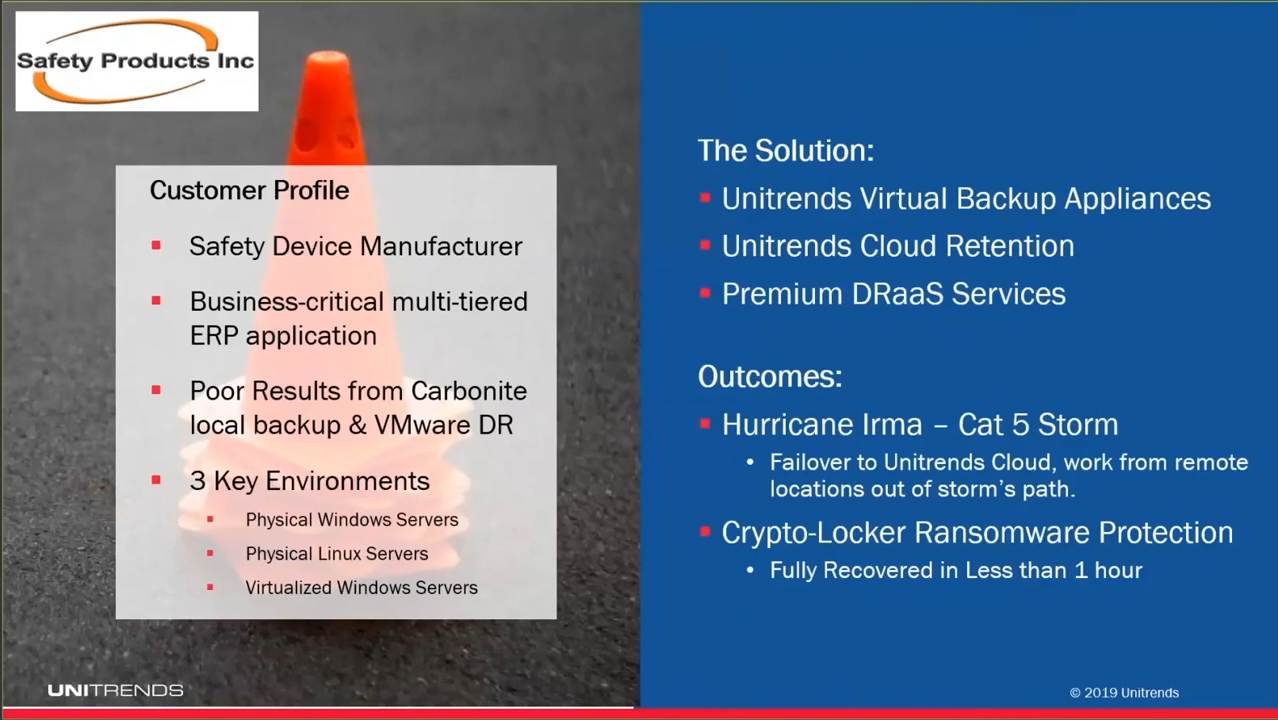 Safety Products Inc
Customer Profile
Safety Device Manufacturer
Business-critical multi-tiered
ERP application
Poor Results from Carbonite
local backup & VMware DR
3 Key Environments
Physical Windows Servers
Physical Linux Servers
Virtualized Windows Servers
UNITRENDS
The Solution:
Unitrends Virtual Backup Appliances
Unitrends Cloud Retention
Premium DRaaS Services
Outcomes:
Hurricane Irma – Cat 5 Storm
• Failover to Unitrends Cloud, work from remote
locations out of storm's path.
Crypto-Locker Ransomware Protection
• Fully Recovered in Less than 1 hour
© 2019 Unitrends